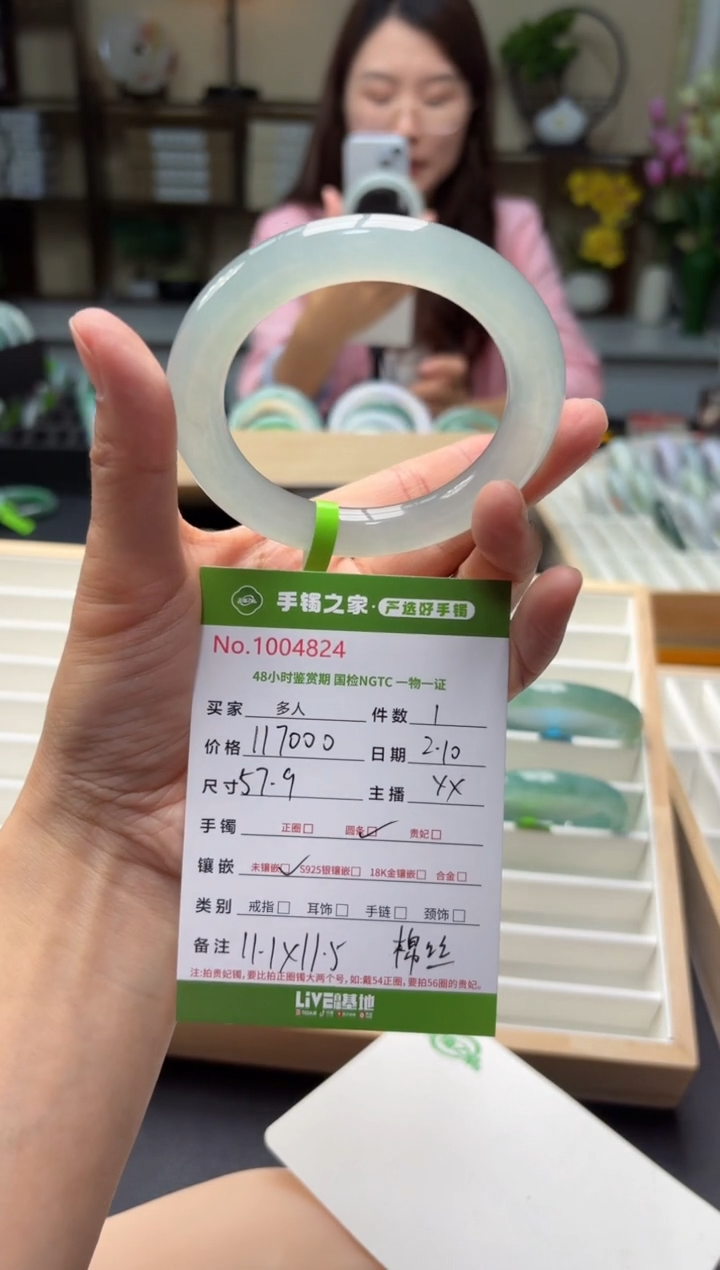 手镯之家·严选好手镯
No.1004824
48小时鉴赏期 国检NGTC 一物一证
买家 多人 件数 1
价格 117000 日期 2.10
尺寸 57.9 主播 YX
手镯 正圈□ 圆条☑ 贵妃□
镶嵌 未镶嵌☑ S925银镶嵌□ 18K金镶嵌□ 合金□
类别 戒指□ 耳饰□ 手链□ 颈饰□
备注 11.1X11.5 棉丝
注:拍贵妃镯,要比拍正圈镯大两个号,如:戴54正圈,要拍56圈的贵妃。
LiVE 基地